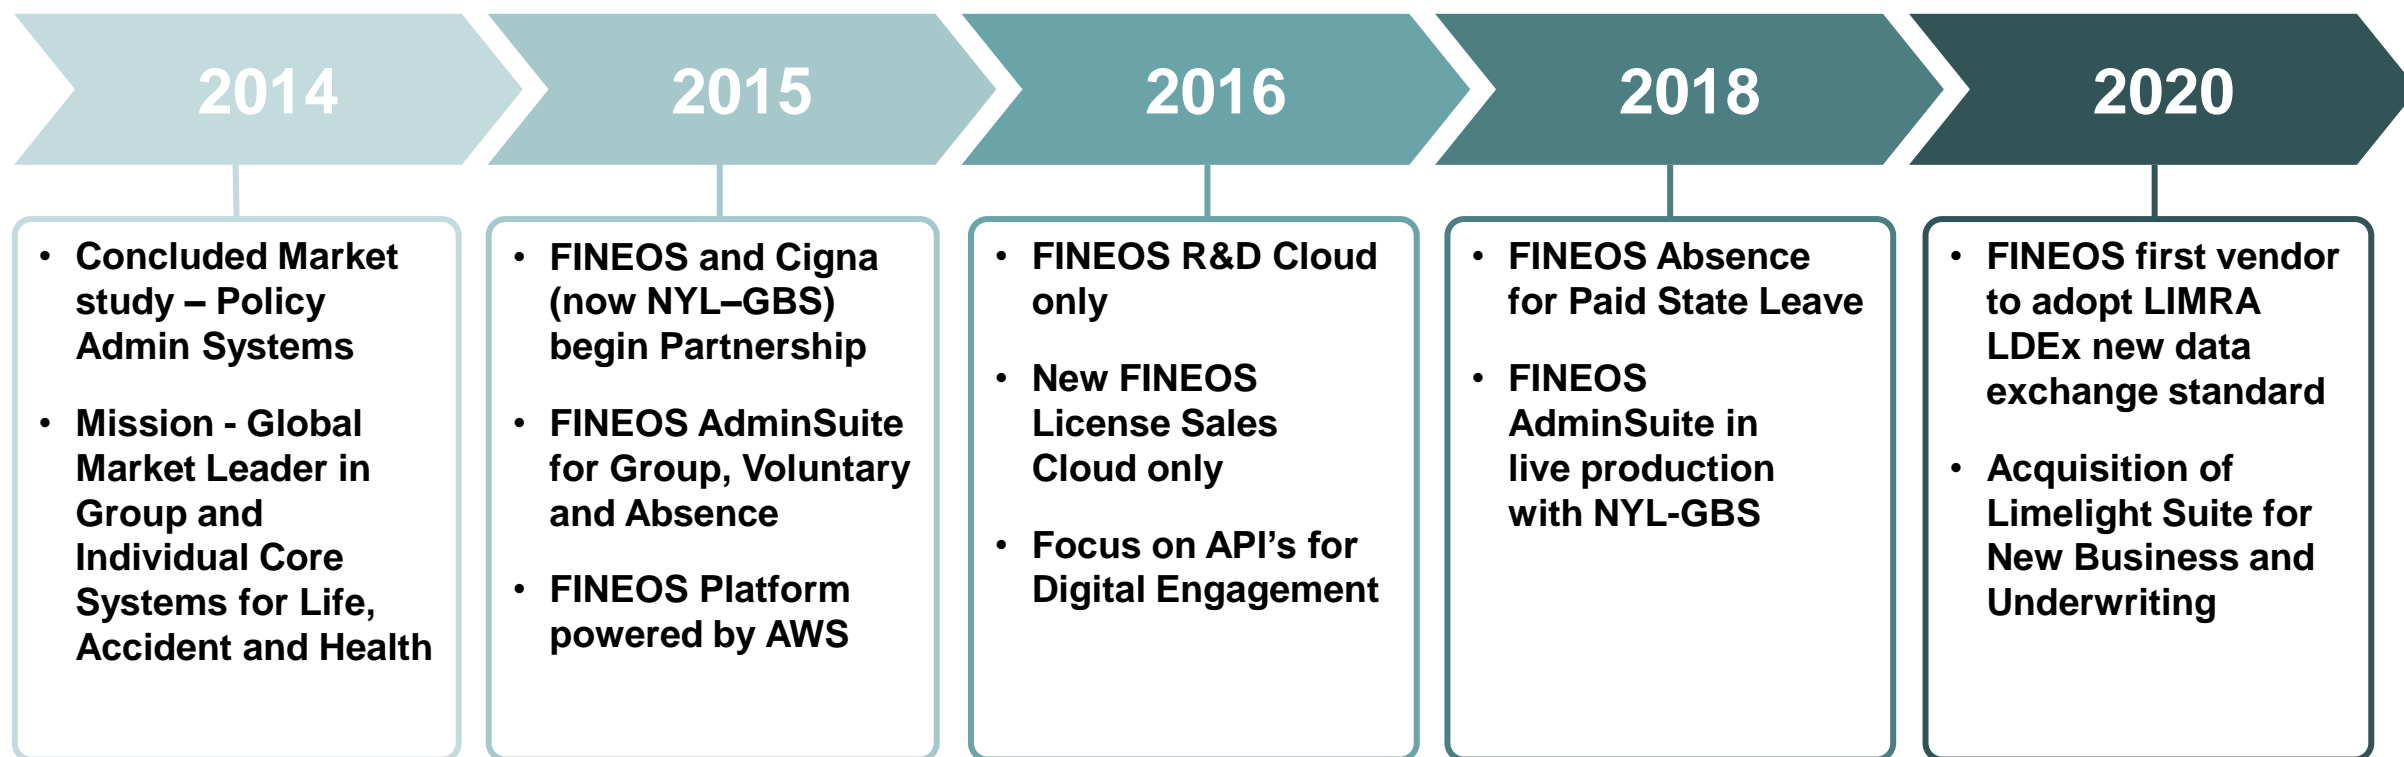 2014
2015
2016
2018
2020
• Concluded Market
study – Policy
Admin Systems
• Mission - Global
Market Leader in
Group and
Individual Core
Systems for Life,
Accident and Health
• FINEOS and Cigna
(now NYL–GBS)
begin Partnership
• FINEOS AdminSuite
for Group, Voluntary
and Absence
• FINEOS Platform
powered by AWS
• FINEOS R&D Cloud
only
• New FINEOS
License Sales
Cloud only
• Focus on API’s for
Digital Engagement
• FINEOS Absence
for Paid State Leave
• FINEOS
AdminSuite in
live production
with NYL-GBS
• FINEOS first vendor
to adopt LIMRA
LDEx new data
exchange standard
• Acquisition of
Limelight Suite for
New Business and
Underwriting